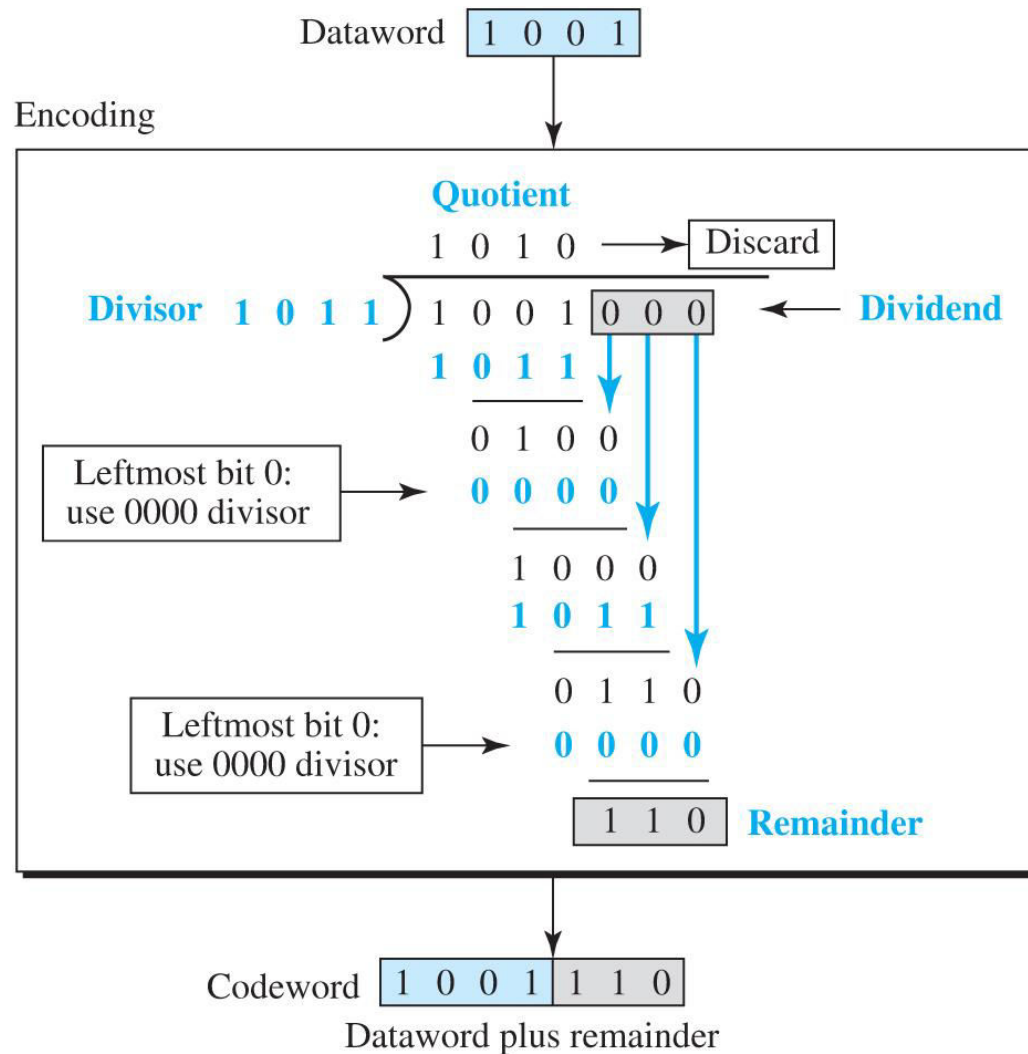 Dataword 1 0 0 1
Encoding
Quotient
1 0 1 0 Discard
Divisor 1 0 1 1 1 0 0 1 0 0 0 Dividend
1 0 1 1
0 1 0 0
Leftmost bit 0:
use 0000 divisor
0 0 0 0
1 0 0 0
1 0 1 1
0 1 1 0
Leftmost bit 0:
use 0000 divisor
0 0 0 0
1 1 0 Remainder
Codeword 1 0 0 1 1 1 0
Dataword plus remainder